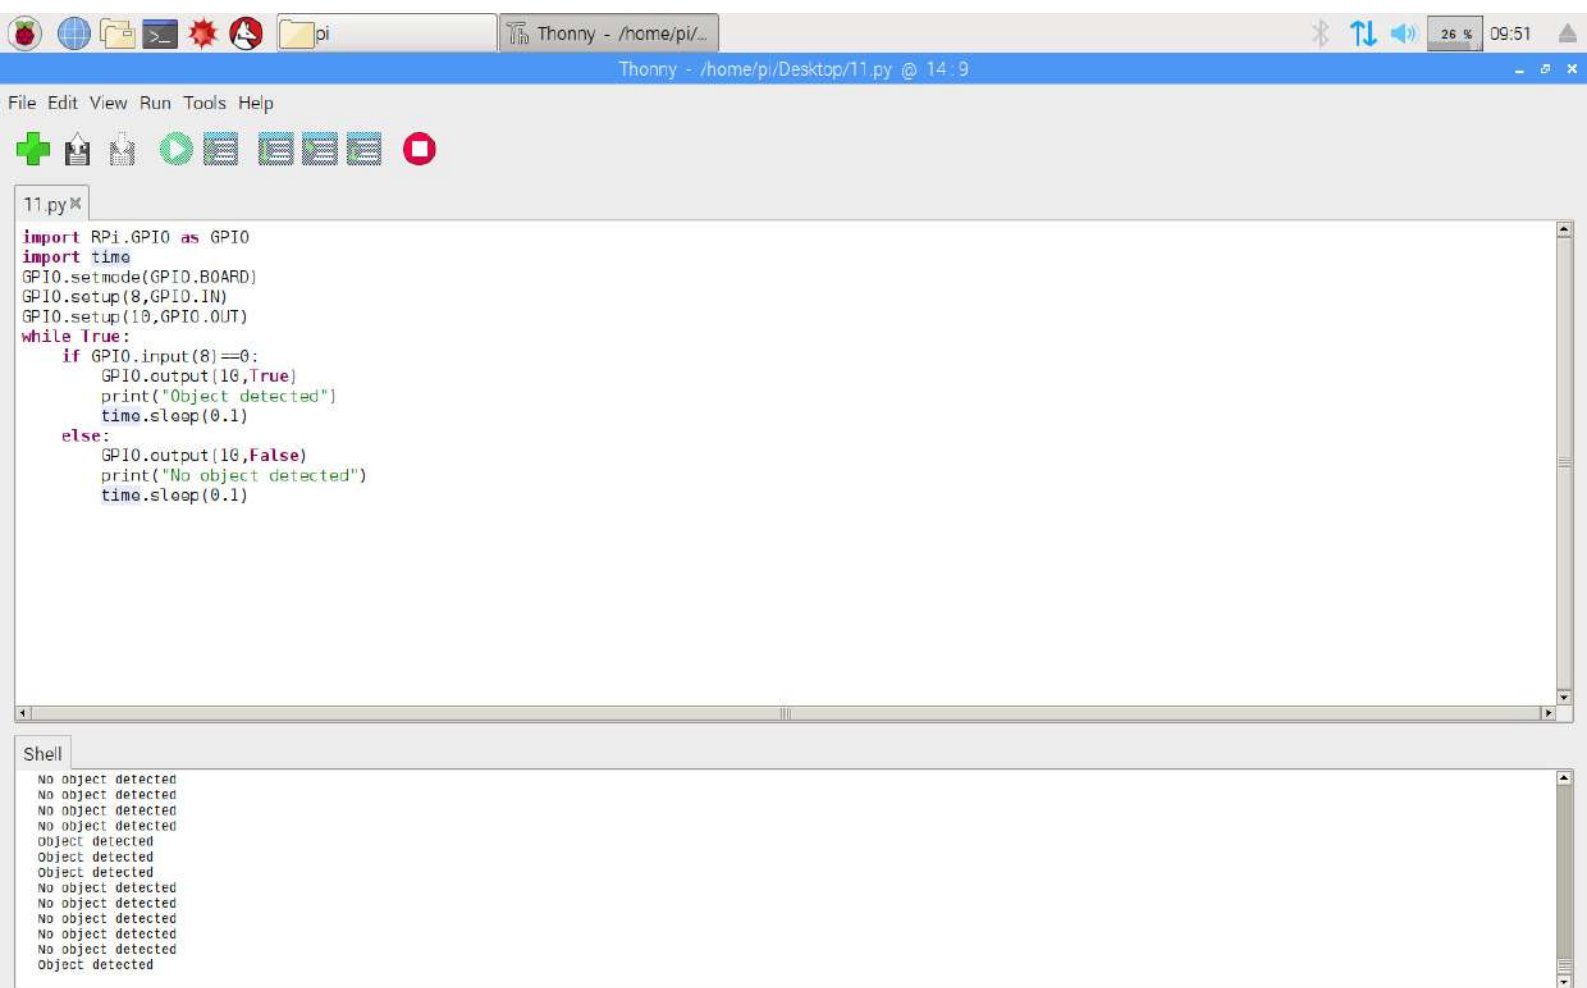 pi
Thonny - /home/pi/...
26 %
09:51
Thonny - /home/pi/Desktop/11.py @ 14:9
File Edit View Run Tools Help
11.py
import RPi.GPIO as GPIO
import time
GPIO.setmode(GPIO.BOARD)
GPIO.setup(8,GPIO.IN)
GPIO.setup(10,GPIO.OUT)
while True:
    if GPIO.input(8)==0:
        GPIO.output(10,True)
        print("Object detected")
        time.sleep(0.1)
    else:
        GPIO.output(10,False)
        print("No object detected")
        time.sleep(0.1)
Shell
No object detected
No object detected
No object detected
No object detected
Object detected
Object detected
Object detected
No object detected
No object detected
No object detected
No object detected
No object detected
Object detected